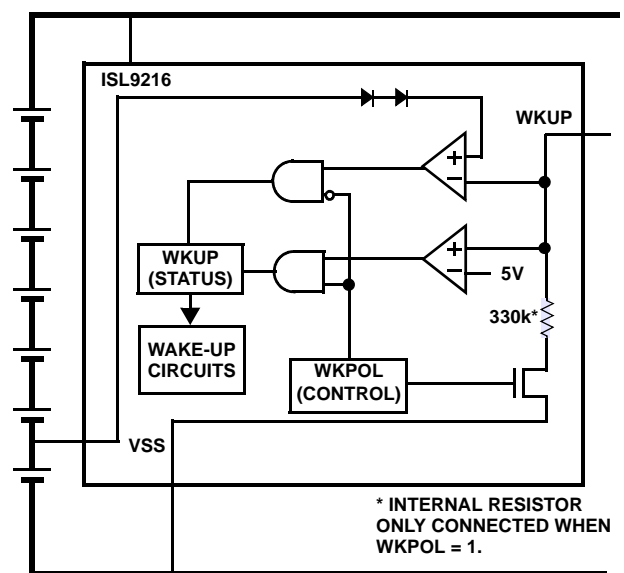 ISL9216
WKUP
+
−
+
−
5V
WKUP
(STATUS)
330k*
WAKE-UP
CIRCUITS
WKPOL
(CONTROL)
VSS
* INTERNAL RESISTOR
ONLY CONNECTED WHEN
WKPOL = 1.